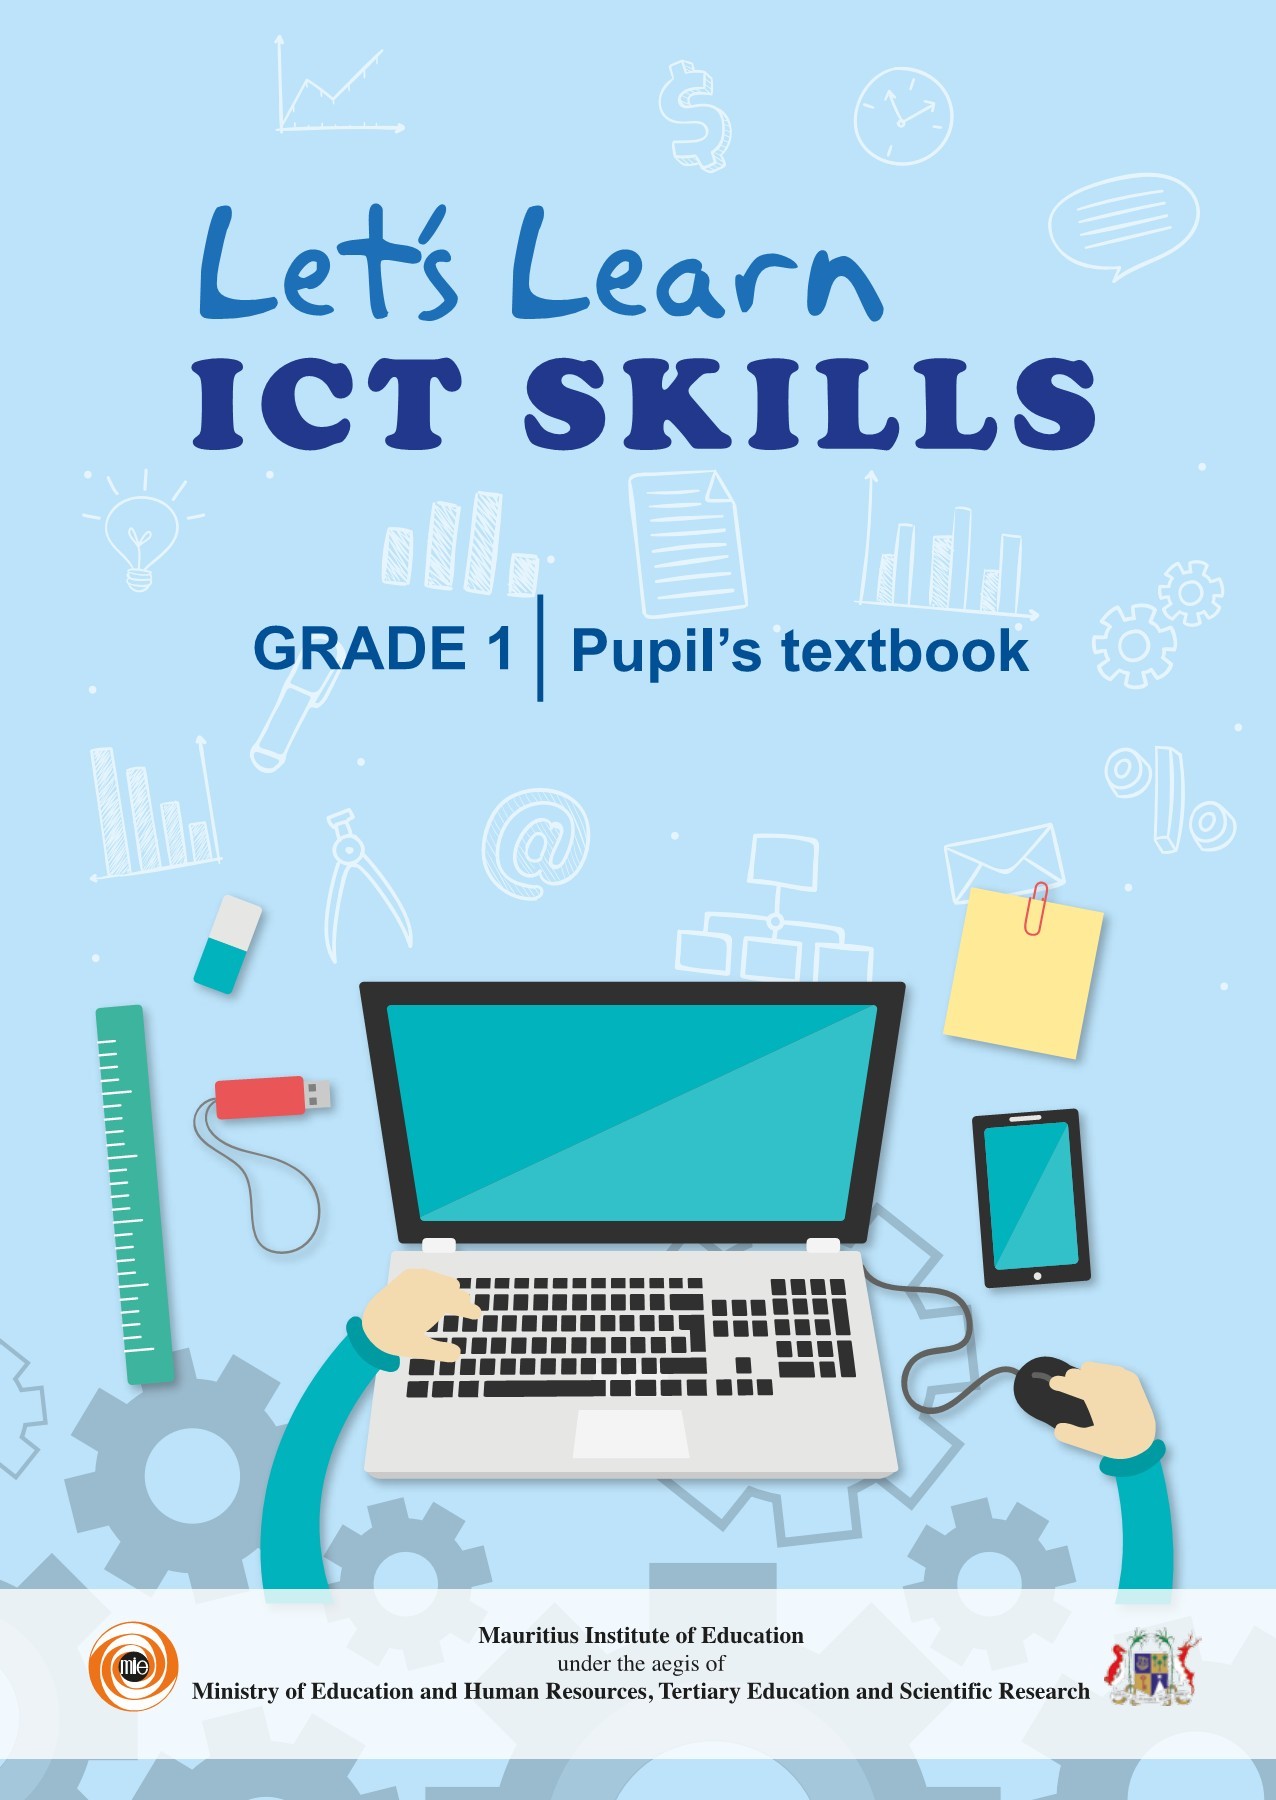 Let's Learn
ICT SKILLS
GRADE 1 Pupil's textbook
mie
Mauritius Institute of Education
under the aegis of
Ministry of Education and Human Resources, Tertiary Education and Scientific Research